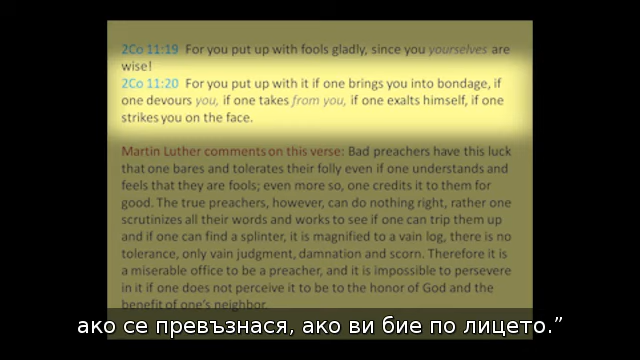 2Co 11:19 For you put up with fools gladly, since you yourselves are
wise!
2Co 11:20 For you put up with it if one brings you into bondage, if
one devours you, if one takes from you, if one exalts himself, if one
strikes you on the face.
Martin Luther comments on this verse: Bad preachers have this luck
that one bares and tolerates their folly even if one understands and
feels that they are fools; even more so, one credits it to them for
good. The true preachers, however, can do nothing right, rather one
scrutinizes all their words and works to see if one can trip them up
and if one can find a splinter, it is magnified to a vain log, there is no
tolerance, only vain judgment, damnation and scorn. Therefore it is
a miserable office to be a preacher, and it is impossible to persevere
in it if one does not perceive it to be to the honor of God and the
benefit of one's neighbor.
ако се превъзнася, ако ви бие по лицето.”